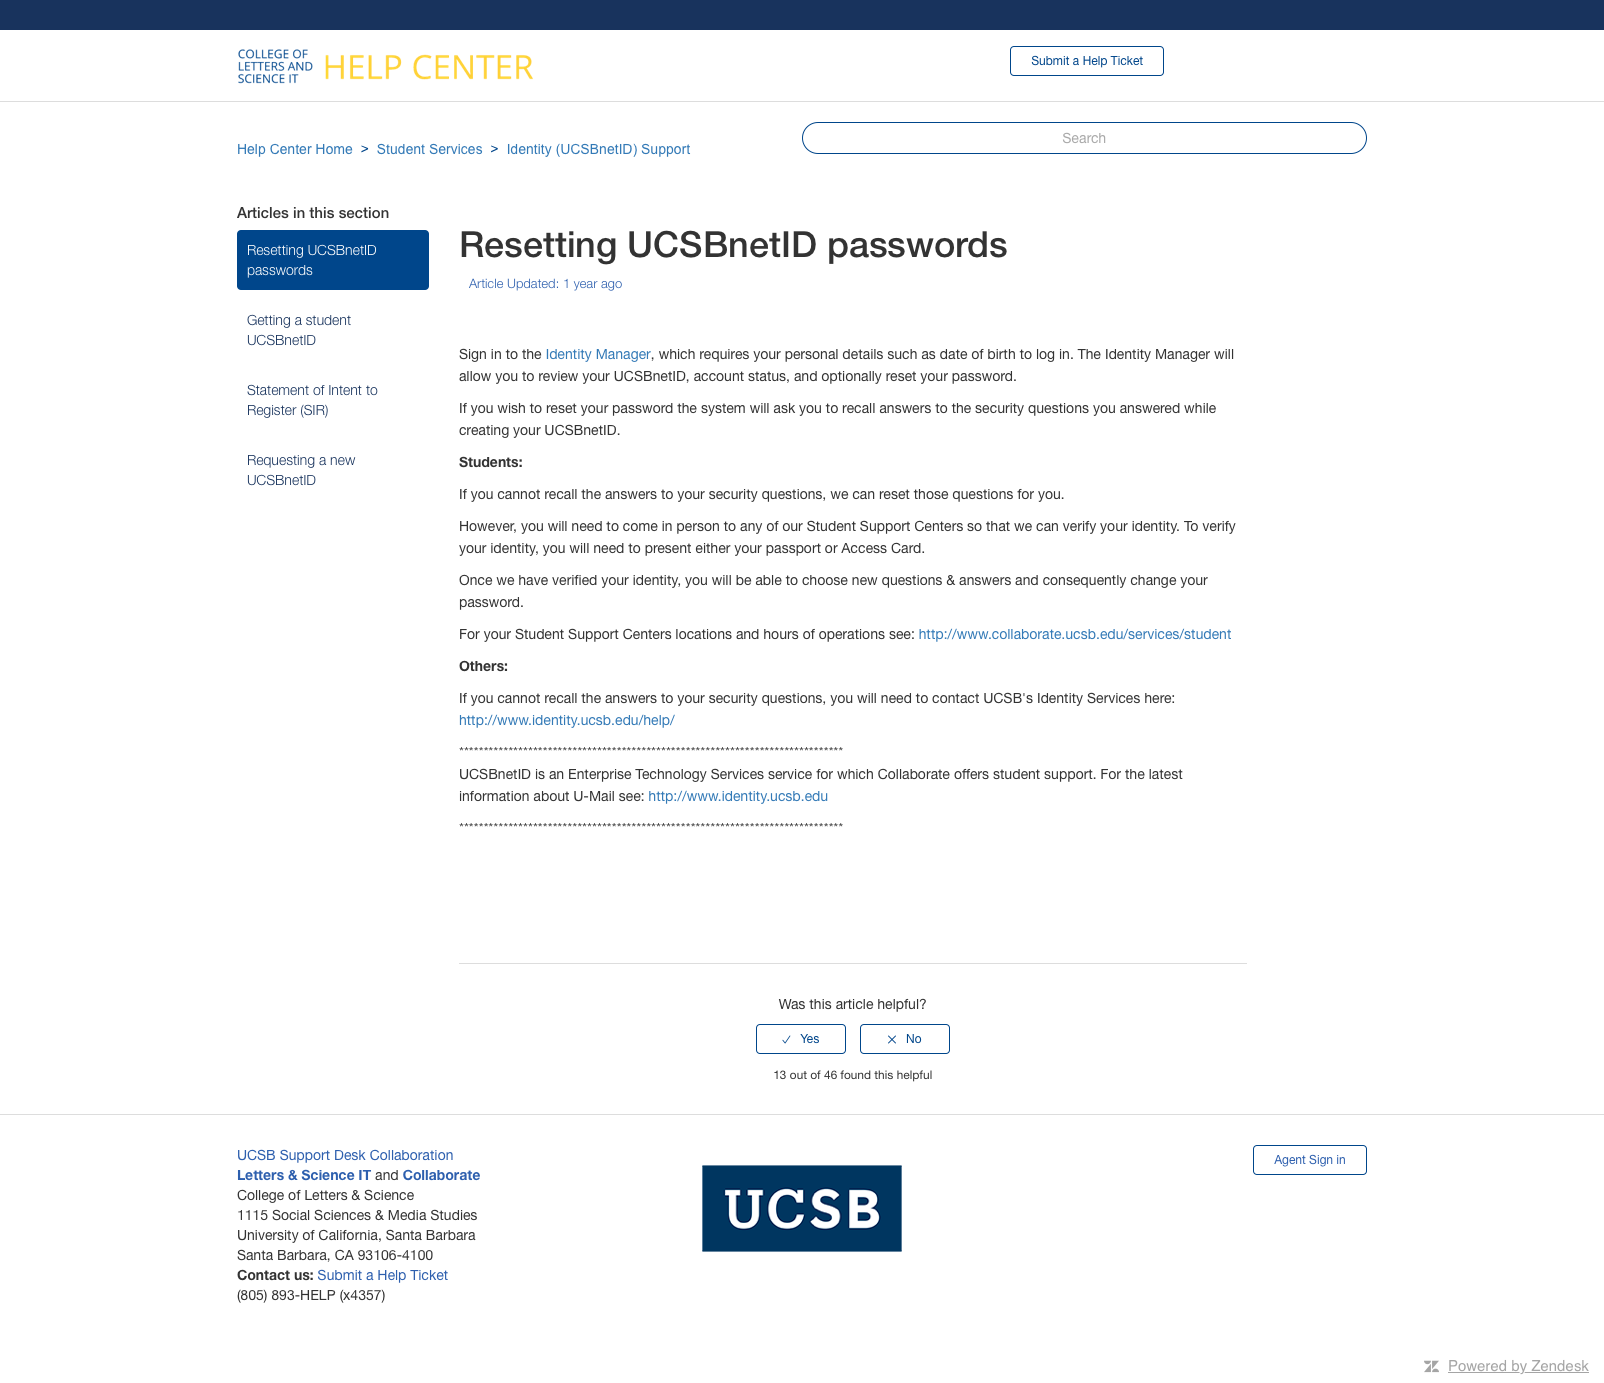 COLLEGE OF
LETTERS AND
SCIENCE IT
HELP CENTER
Submit a Help Ticket
Search
Help Center Home > Student Services > Identity (UCSBnetID) Support
Articles in this section
Resetting UCSBnetID
passwords
Getting a student
UCSBnetID
Statement of Intent to
Register (SIR)
Requesting a new
UCSBnetID
Resetting UCSBnetID passwords
Article Updated: 1 year ago
Sign in to the Identity Manager, which requires your personal details such as date of birth to log in. The Identity Manager will
allow you to review your UCSBnetID, account status, and optionally reset your password.
If you wish to reset your password the system will ask you to recall answers to the security questions you answered while
creating your UCSBnetID.
Students:
If you cannot recall the answers to your security questions, we can reset those questions for you.
However, you will need to come in person to any of our Student Support Centers so that we can verify your identity. To verify
your identity, you will need to present either your passport or Access Card.
Once we have verified your identity, you will be able to choose new questions & answers and consequently change your
password.
For your Student Support Centers locations and hours of operations see: http://www.collaborate.ucsb.edu/services/student
Others:
If you cannot recall the answers to your security questions, you will need to contact UCSB's Identity Services here:
http://www.identity.ucsb.edu/help/
******************************************************************************
UCSBnetID is an Enterprise Technology Services service for which Collaborate offers student support. For the latest
information about U-Mail see: http://www.identity.ucsb.edu
******************************************************************************
Was this article helpful?
Yes
No
13 out of 46 found this helpful
UCSB Support Desk Collaboration
Letters & Science IT and Collaborate
College of Letters & Science
1115 Social Sciences & Media Studies
University of California, Santa Barbara
Santa Barbara, CA 93106-4100
Contact us: Submit a Help Ticket
(805) 893-HELP (x4357)
UCSB
Agent Sign in
Powered by Zendesk